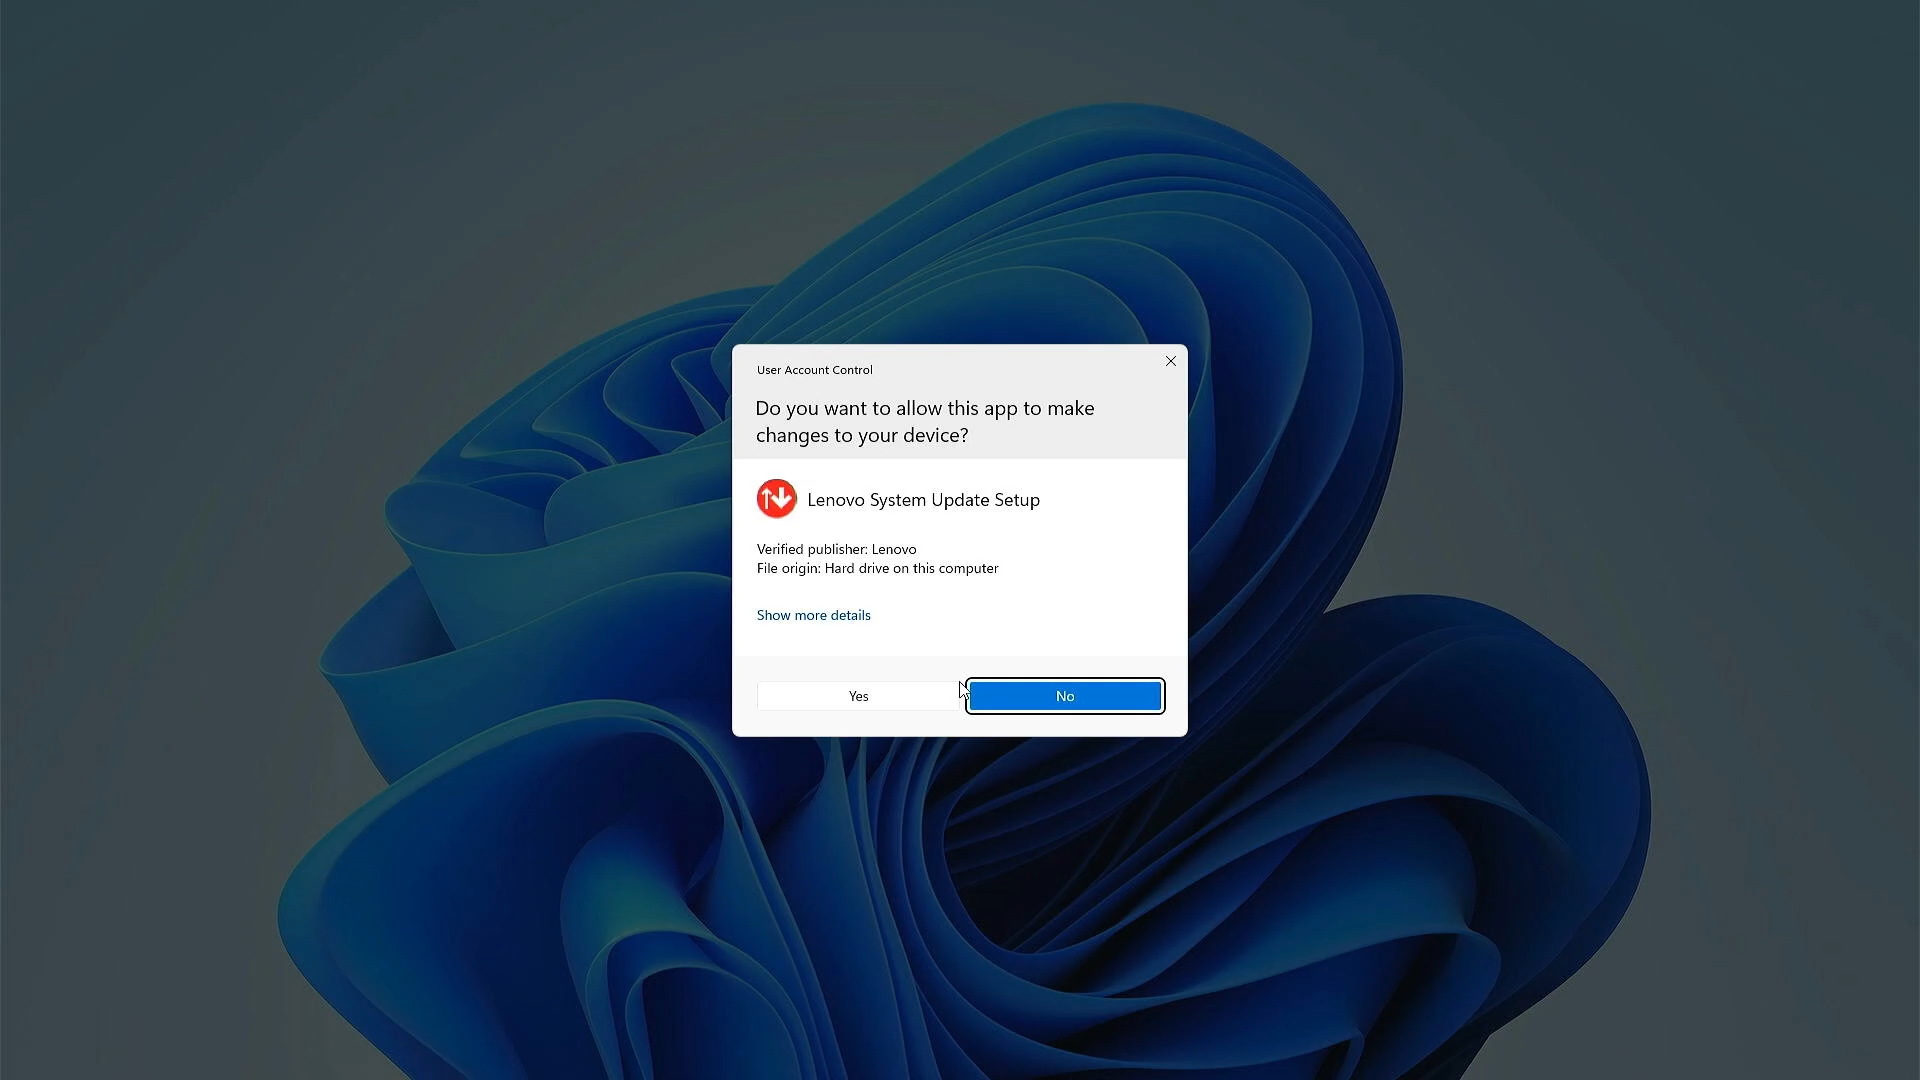 User Account Control
Do you want to allow this app to make
changes to your device?
Lenovo System Update Setup
Verified publisher: Lenovo
File origin: Hard drive on this computer
Show more details
Yes
No